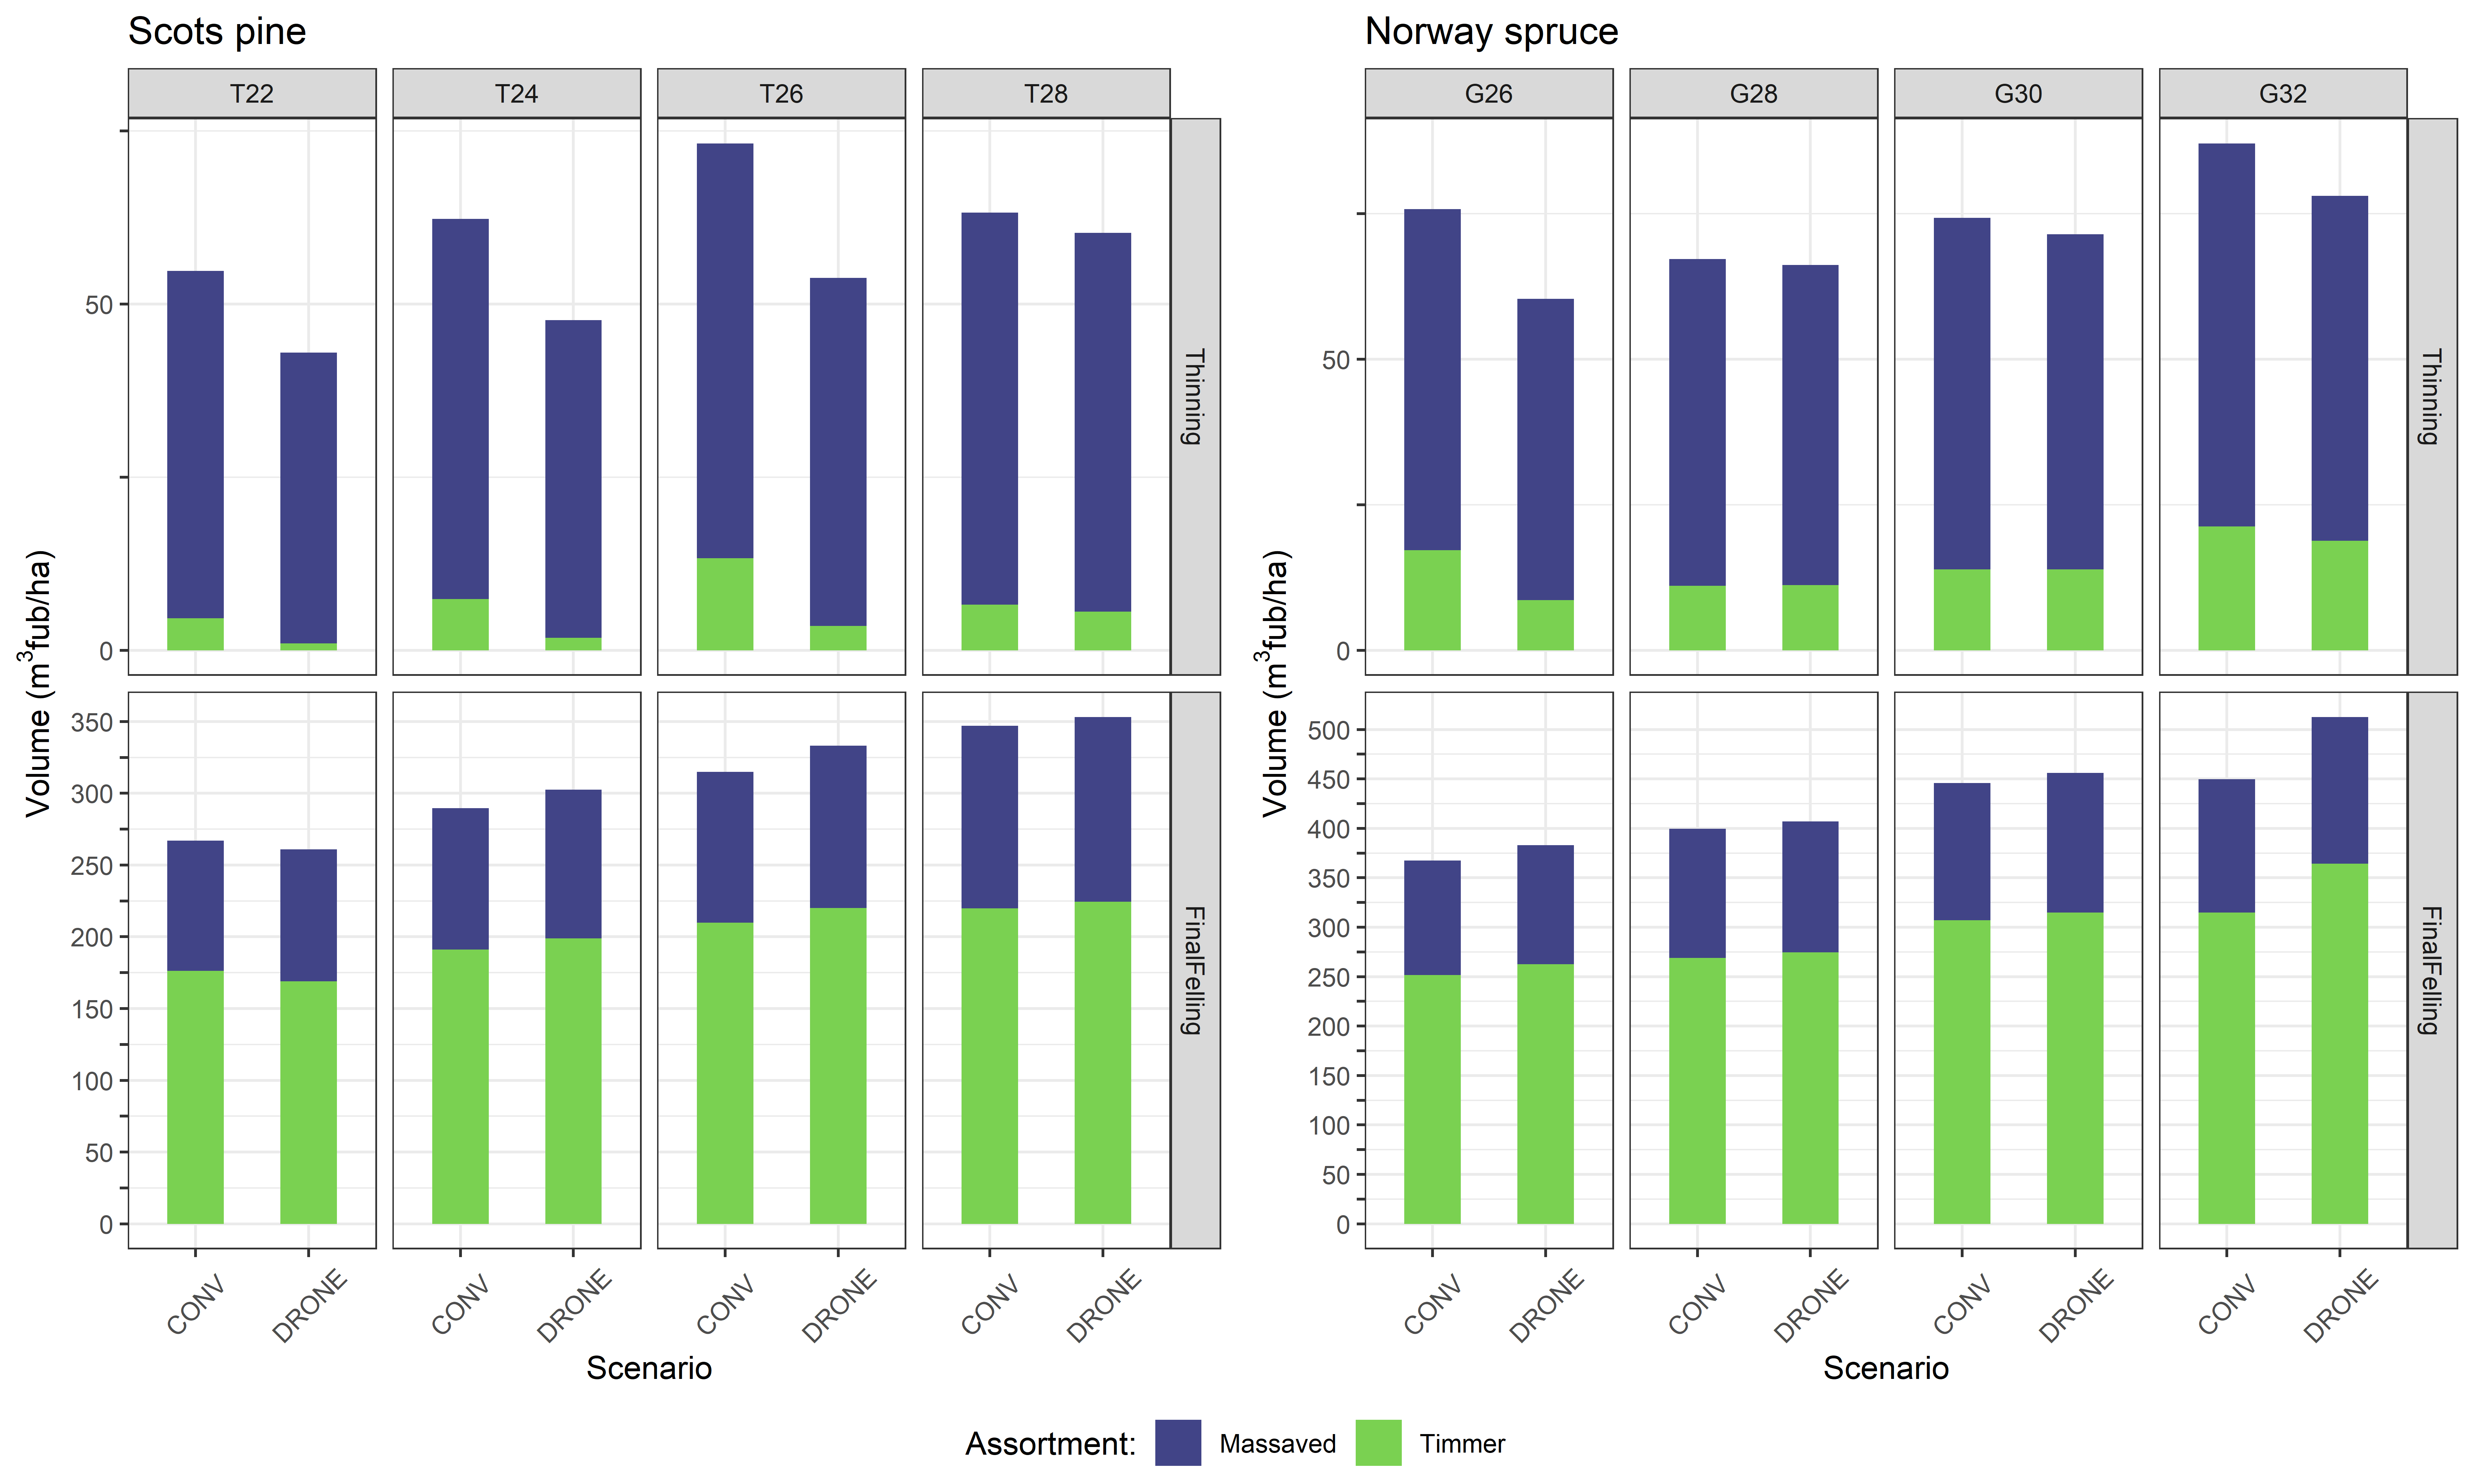 Scots pine
Norway spruce
T22 T24 T26 T28
G26 G28 G30 G32
Volume (m³fub/ha)
50
0
Thinning
350
300
250
200
150
100
50
0
FinalFelling
CONV DRONE CONV DRONE CONV DRONE CONV DRONE
Scenario
Volume (m³fub/ha)
50
0
Thinning
500
450
400
350
300
250
200
150
100
50
0
FinalFelling
CONV DRONE CONV DRONE CONV DRONE CONV DRONE
Scenario
Assortment: Massaved Timmer